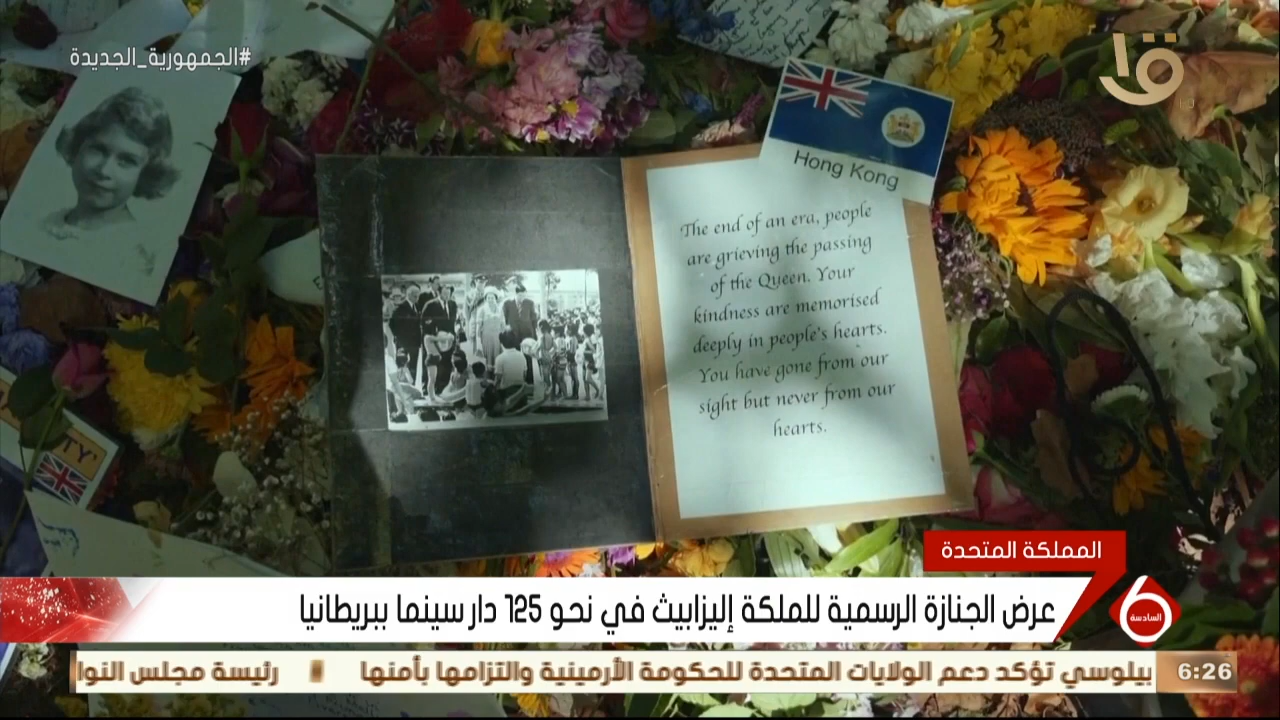 #الجمهورية_الجديدة
Hong Kong
The end of an era, people
are grieving the passing
of the Queen. Your
kindness are memorised
deeply in people's hearts.
You have gone from our
sight but never from our
hearts.
TY'
المملكة المتحدة
عرض الجنازة الرسمية للملكة إليزابيث في نحو 125 دار سينما ببريطانيا
السادسة
6:26 بيلوسي تؤكد دعم الولايات المتحدة للحكومة الأرمينية والتزامها بأمنها رئيسة مجلس النوا